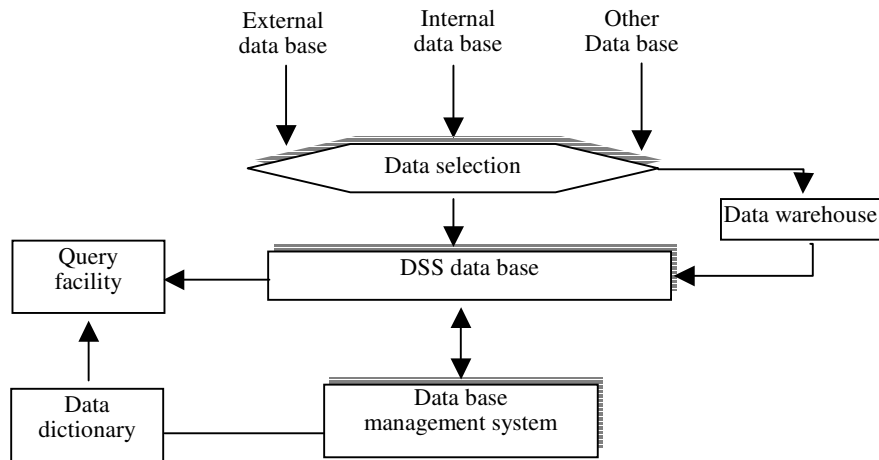 External
data base
Internal
data base
Other
Data base
Data selection
Data warehouse
Query
facility
DSS data base
Data
dictionary
Data base
management system